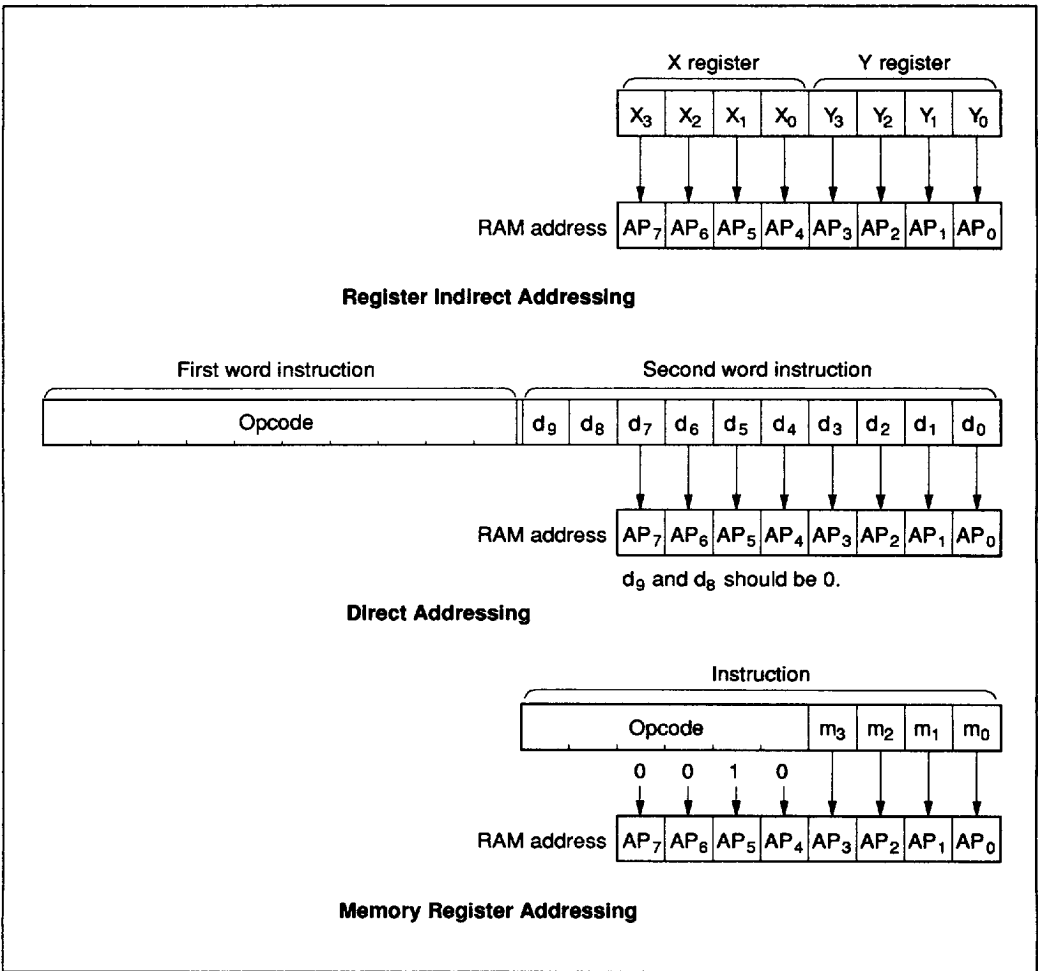 X register Y register
X3 X2 X1 X0 Y3 Y2 Y1 Y0
RAM address AP7 AP6 AP5 AP4 AP3 AP2 AP1 AP0
Register Indirect Addressing
First word instruction Second word instruction
Opcode d9 d8 d7 d6 d5 d4 d3 d2 d1 d0
RAM address AP7 AP6 AP5 AP4 AP3 AP2 AP1 AP0
d9 and d8 should be 0.
Direct Addressing
Instruction
Opcode m3 m2 m1 m0
0 0 1 0
RAM address AP7 AP6 AP5 AP4 AP3 AP2 AP1 AP0
Memory Register Addressing